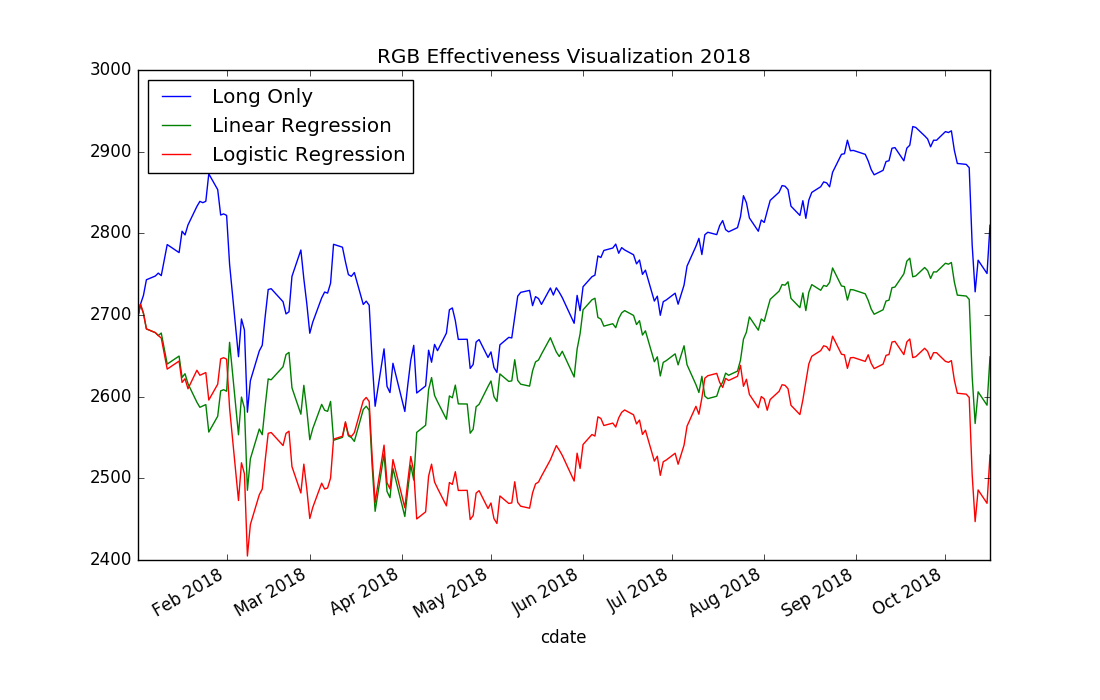 RGB Effectiveness Visualization 2018
3000
2900
2800
2700
2600
2500
2400
Long Only
Linear Regression
Logistic Regression
Feb 2018
Mar 2018
Apr 2018
May 2018
Jun 2018
Jul 2018
Aug 2018
Sep 2018
Oct 2018
cdate